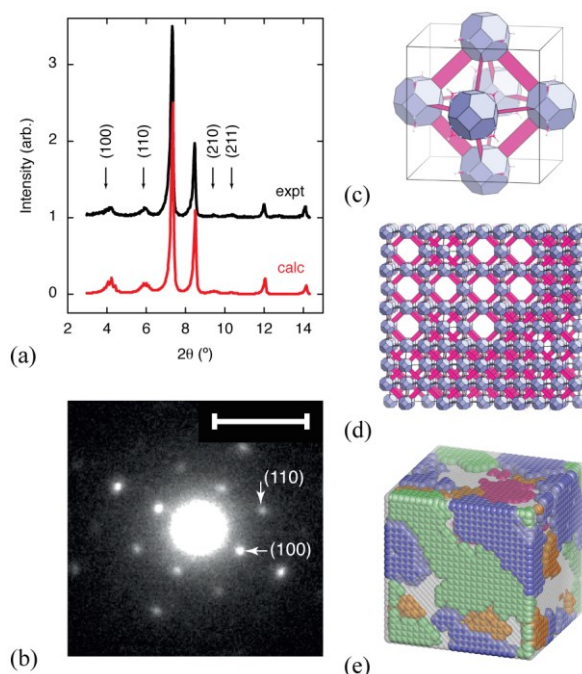 3
2
1
0
Intensity (arb.)
(100)
(110)
(210)
(211)
expt
calc
2
4
6
8
10
12
14
2θ (º)
(a)
(110)
(100)
(b)
(c)
(d)
(e)